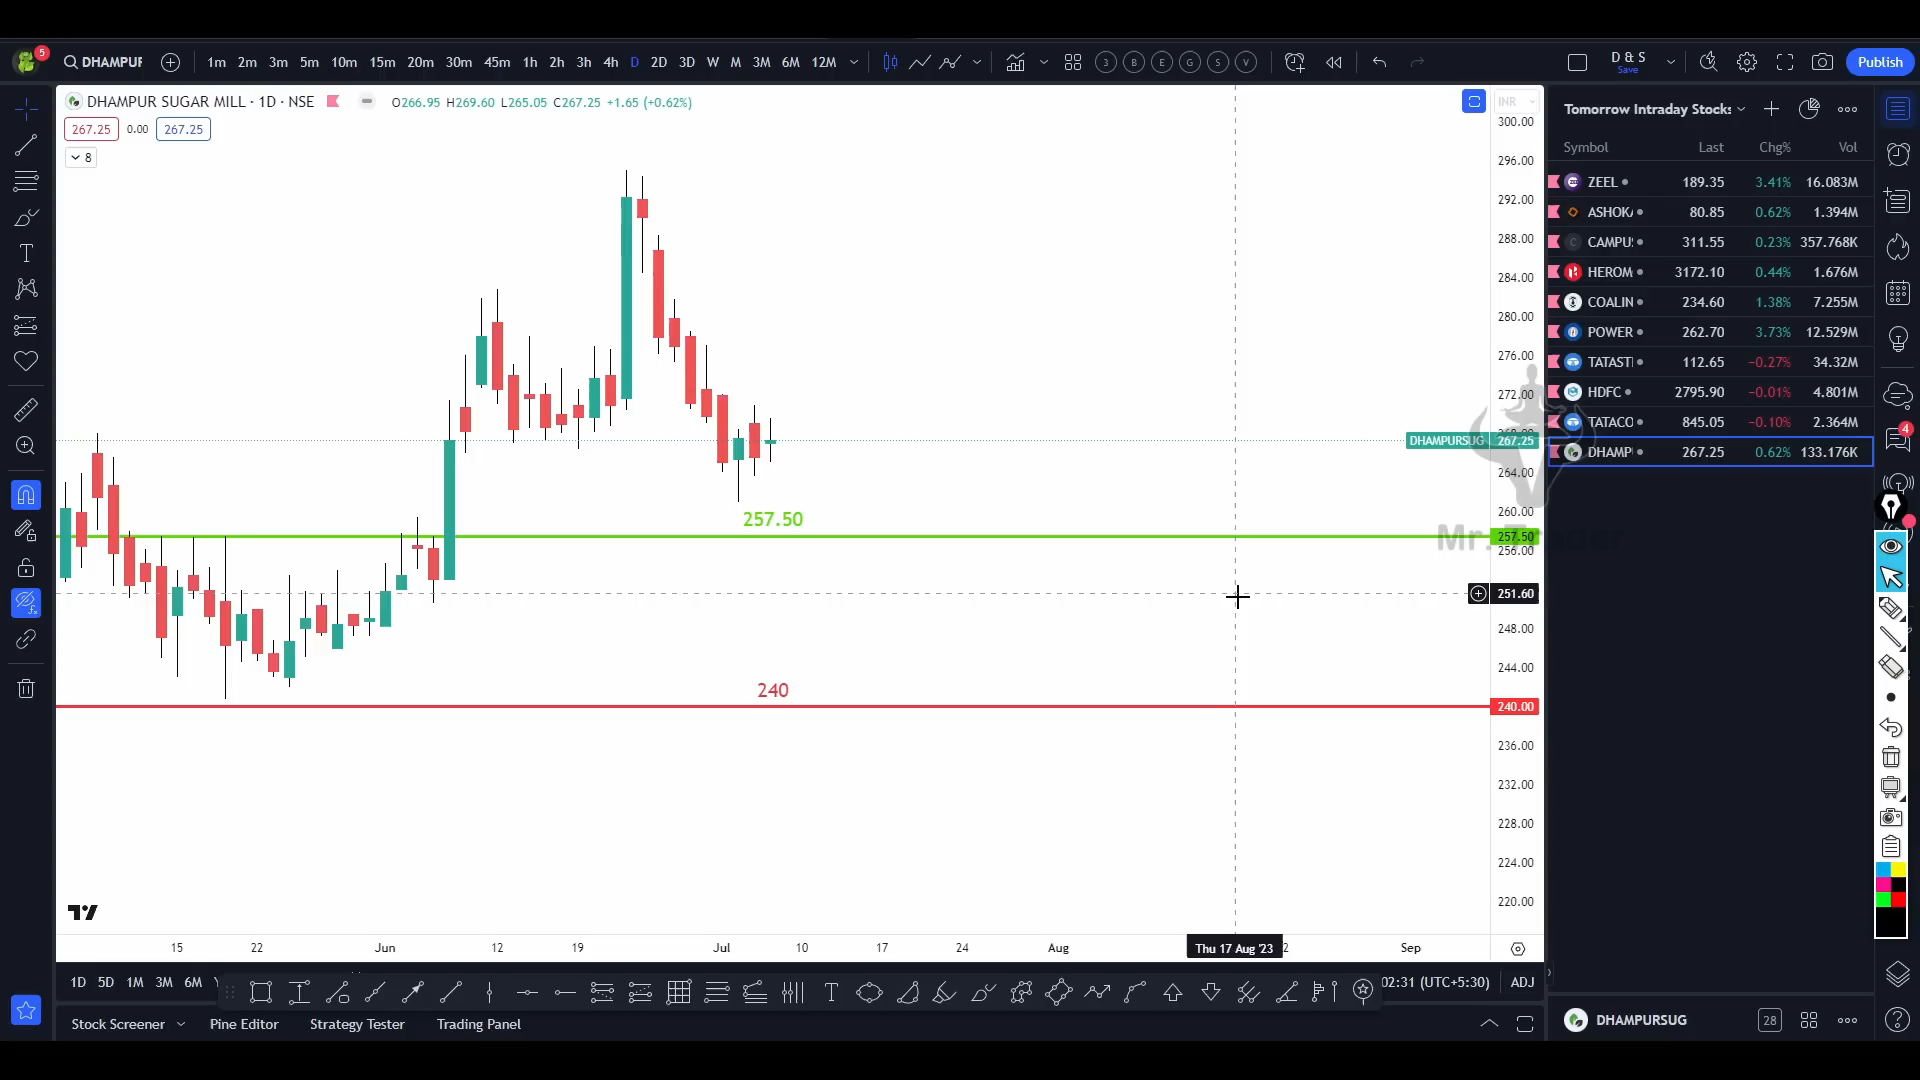 5
DHAMPUR
1m 2m 3m 5m 10m 15m 20m 30m 45m 1h 2h 3h 4h D 2D 3D W M 3M 6M 12M
3 B E G S V
D & S
Save
Publish
DHAMPUR SUGAR MILL · 1D · NSE
O266.95 H269.60 L265.05 C267.25 +1.65 (+0.62%)
267.25 0.00 267.25
8
INR
300.00
296.00
292.00
288.00
284.00
280.00
276.00
272.00
DHAMPURSUG 267.25
264.00
260.00
257.50
257.50
256.00
251.60
248.00
244.00
240
240.00
236.00
232.00
228.00
224.00
220.00
Mr. Trader
15 22 Jun 12 19 Jul 10 17 24 Aug Thu 17 Aug '23 2 Sep
Tomorrow Intraday Stocks
Symbol Last Chg% Vol
ZEEL 189.35 3.41% 16.083M
ASHOK 80.85 0.62% 1.394M
CAMPU 311.55 0.23% 357.768K
HEROM 3172.10 0.44% 1.676M
COALIN 234.60 1.38% 7.255M
POWER 262.70 3.73% 12.529M
TATAST 112.65 −0.27% 34.32M
HDFC 2795.90 −0.01% 4.801M
TATACO 845.05 −0.10% 2.364M
DHAMP 267.25 0.62% 133.176K
4
1D 5D 1M 3M 6M
02:31 (UTC+5:30) ADJ
Stock Screener Pine Editor Strategy Tester Trading Panel
DHAMPURSUG 28